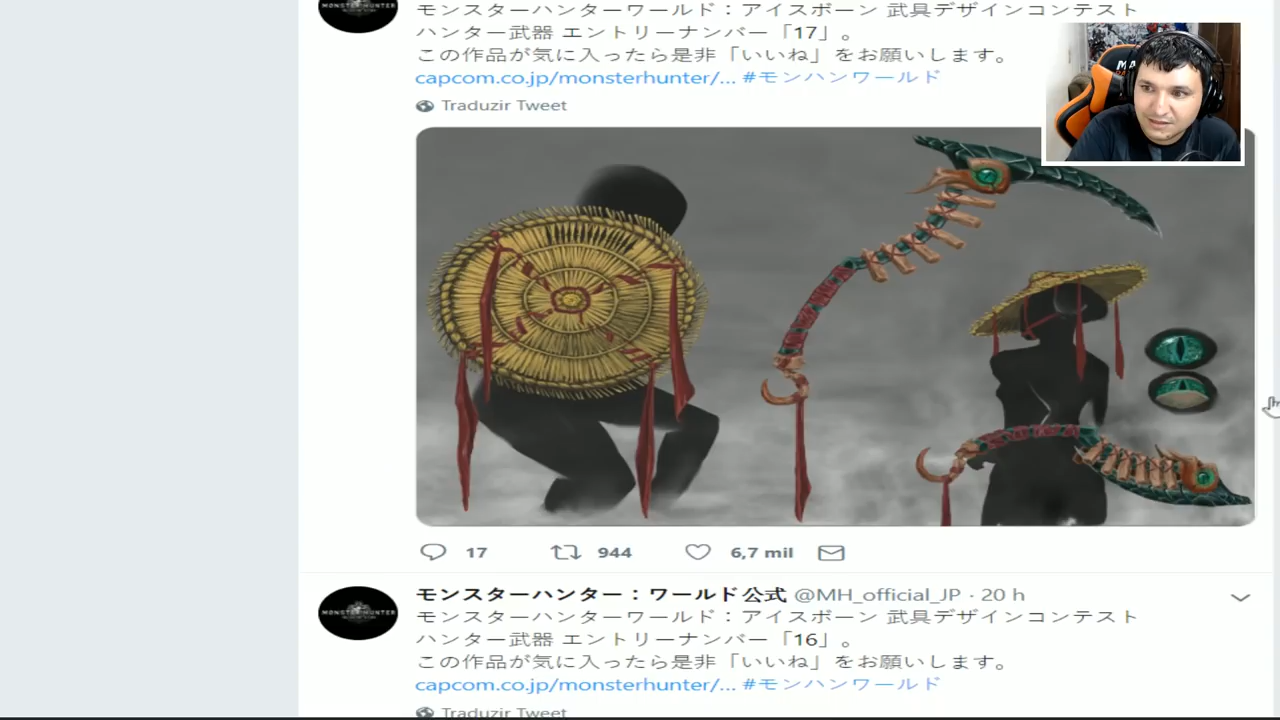 MONSTER HUNTER
モンスターハンターワールド：アイスボーン 武具デザインコンテスト
ハンター武器 エントリーナンバー「17」。
この作品が気に入ったら是非「いいね」をお願いします。
capcom.co.jp/monsterhunter/... #モンハンワールド
Traduzir Tweet
17 944 6,7 mil
MONSTER HUNTER
モンスターハンター：ワールド公式 @MH_official_JP · 20 h
モンスターハンターワールド：アイスボーン 武具デザインコンテスト
ハンター武器 エントリーナンバー「16」。
この作品が気に入ったら是非「いいね」をお願いします。
capcom.co.jp/monsterhunter/... #モンハンワールド
Traduzir Tweet